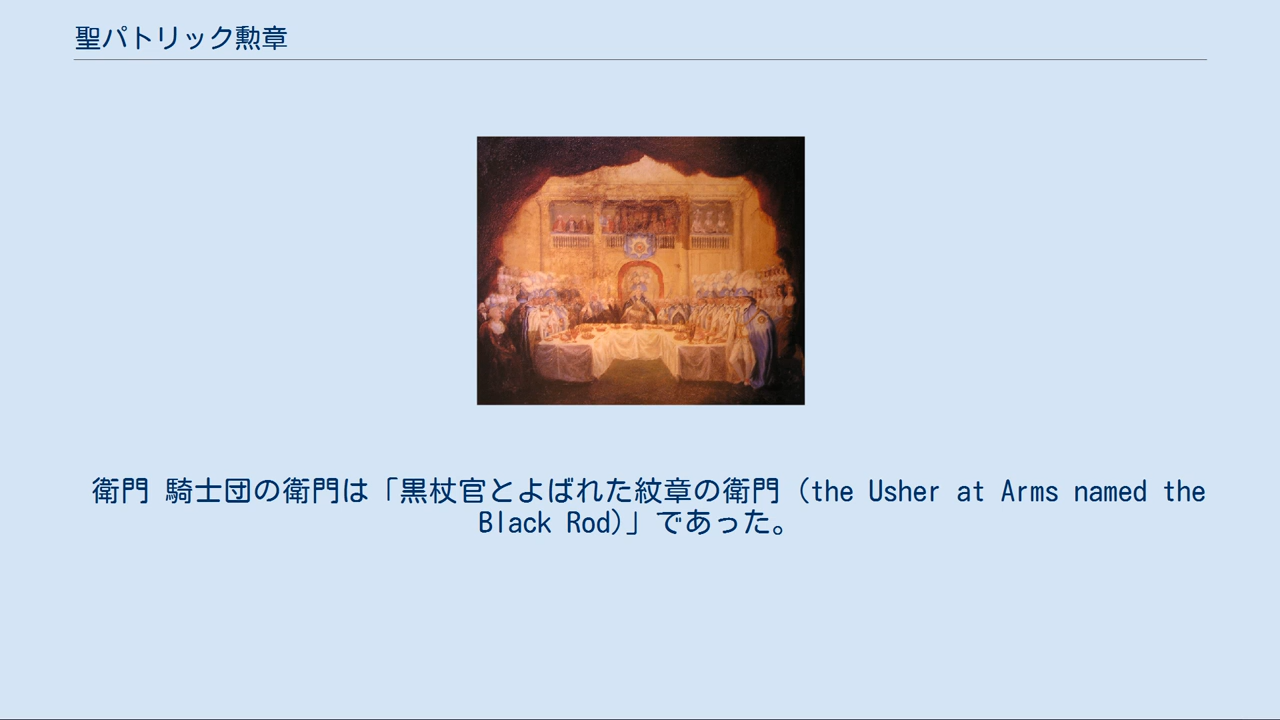 聖パトリック勲章
衛門 騎士団の衛門は「黒杖官とよばれた紋章の衛門 (the Usher at Arms named the
Black Rod)」であった。